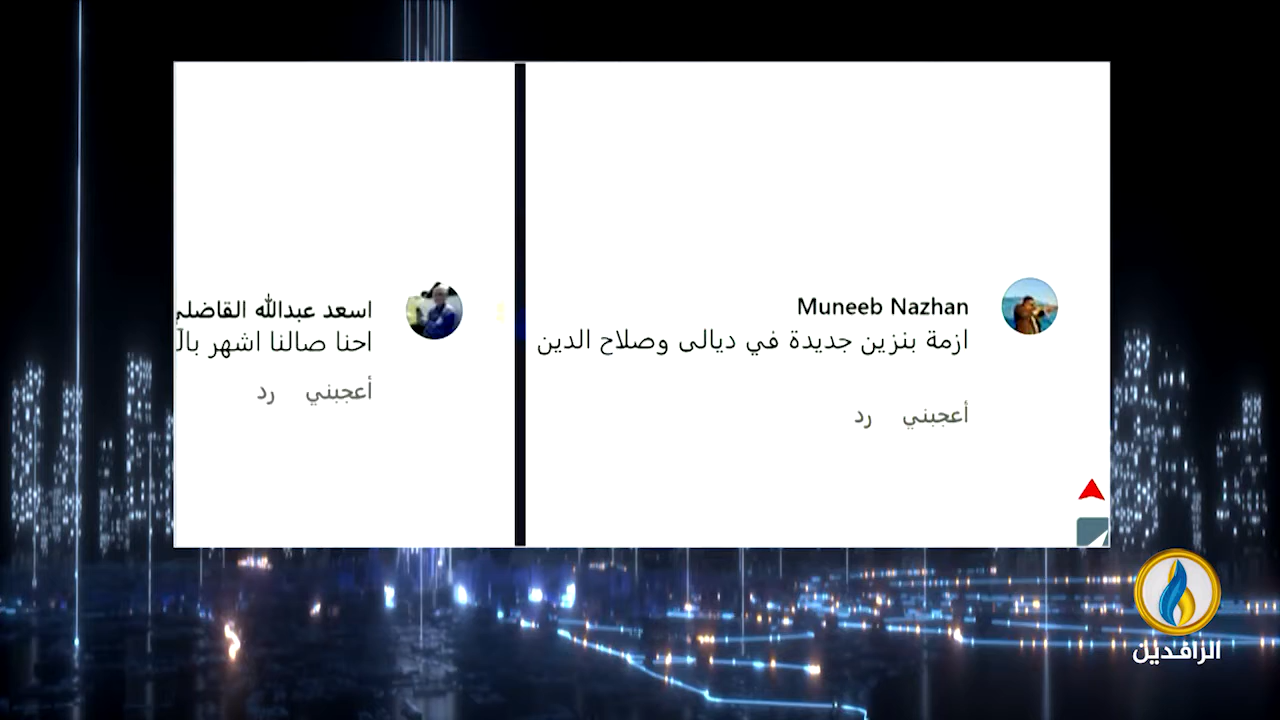 Muneeb Nazhan
ازمة بنزين جديدة في ديالى وصلاح الدين
أعجبني رد
اسعد عبدالله القاضلي
احنا صالنا اشهر
أعجبني رد
الرافدين